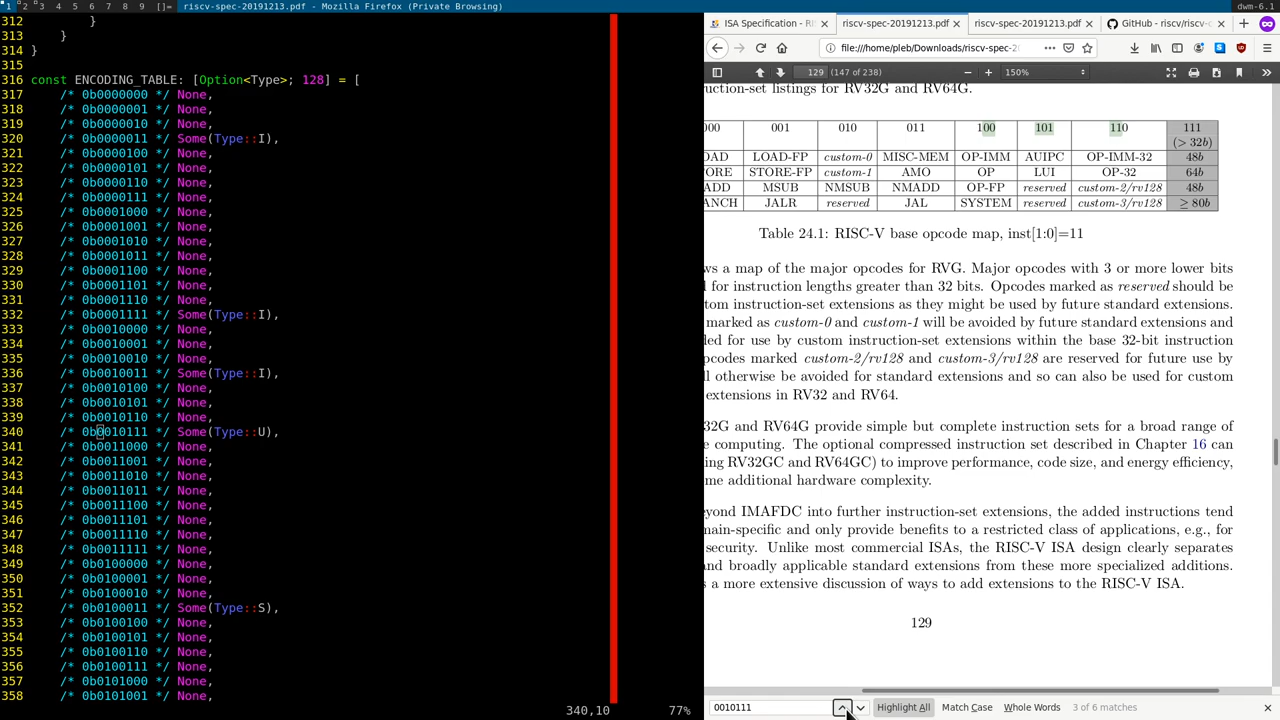 1 2 3 4 5 6 7 8 9 []= riscv-spec-20191213.pdf - Mozilla Firefox (Private Browsing) dwm-6.1
312 }
313 }
314 }
315
316 const ENCODING_TABLE: [Option<Type>; 128] = [
317 /* 0b0000000 */ None,
318 /* 0b0000001 */ None,
319 /* 0b0000010 */ None,
320 /* 0b0000011 */ Some(Type::I),
321 /* 0b0000100 */ None,
322 /* 0b0000101 */ None,
323 /* 0b0000110 */ None,
324 /* 0b0000111 */ None,
325 /* 0b0001000 */ None,
326 /* 0b0001001 */ None,
327 /* 0b0001010 */ None,
328 /* 0b0001011 */ None,
329 /* 0b0001100 */ None,
330 /* 0b0001101 */ None,
331 /* 0b0001110 */ None,
332 /* 0b0001111 */ Some(Type::I),
333 /* 0b0010000 */ None,
334 /* 0b0010001 */ None,
335 /* 0b0010010 */ None,
336 /* 0b0010011 */ Some(Type::I),
337 /* 0b0010100 */ None,
338 /* 0b0010101 */ None,
339 /* 0b0010110 */ None,
340 /* 0b0010111 */ Some(Type::U),
341 /* 0b0011000 */ None,
342 /* 0b0011001 */ None,
343 /* 0b0011010 */ None,
344 /* 0b0011011 */ None,
345 /* 0b0011100 */ None,
346 /* 0b0011101 */ None,
347 /* 0b0011110 */ None,
348 /* 0b0011111 */ None,
349 /* 0b0100000 */ None,
350 /* 0b0100001 */ None,
351 /* 0b0100010 */ None,
352 /* 0b0100011 */ Some(Type::S),
353 /* 0b0100100 */ None,
354 /* 0b0100101 */ None,
355 /* 0b0100110 */ None,
356 /* 0b0100111 */ None,
357 /* 0b0101000 */ None,
358 /* 0b0101001 */ None,
340,10 77%
ISA Specification - RIS riscv-spec-20191213.pdf riscv-spec-20191213.pdf GitHub - riscv/riscv-c
file:///home/pleb/Downloads/riscv-spec-2
129 (147 of 238) 150%
ruction-set listings for RV32G and RV64G.
000 001 010 011 100 101 110 111
(> 32b)
OAD LOAD-FP custom-0 MISC-MEM OP-IMM AUIPC OP-IMM-32 48b
ORE STORE-FP custom-1 AMO OP LUI OP-32 64b
ADD MSUB NMSUB NMADD OP-FP reserved custom-2/rv128 48b
ANCH JALR reserved JAL SYSTEM reserved custom-3/rv128 ≥ 80b
Table 24.1: RISC-V base opcode map, inst[1:0]=11
ws a map of the major opcodes for RVG. Major opcodes with 3 or more lower bits
d for instruction lengths greater than 32 bits. Opcodes marked as reserved should be
tom instruction-set extensions as they might be used by future standard extensions.
marked as custom-0 and custom-1 will be avoided by future standard extensions and
ded for use by custom instruction-set extensions within the base 32-bit instruction
pcodes marked custom-2/rv128 and custom-3/rv128 are reserved for future use by
ll otherwise be avoided for standard extensions and so can also be used for custom
extensions in RV32 and RV64.
32G and RV64G provide simple but complete instruction sets for a broad range of
e computing. The optional compressed instruction set described in Chapter 16 can
ing RV32GC and RV64GC) to improve performance, code size, and energy efficiency,
me additional hardware complexity.
eyond IMAFDC into further instruction-set extensions, the added instructions tend
main-specific and only provide benefits to a restricted class of applications, e.g., for
security. Unlike most commercial ISAs, the RISC-V ISA design clearly separates
and broadly applicable standard extensions from these more specialized additions.
s a more extensive discussion of ways to add extensions to the RISC-V ISA.
129
0010111 Highlight All Match Case Whole Words 3 of 6 matches